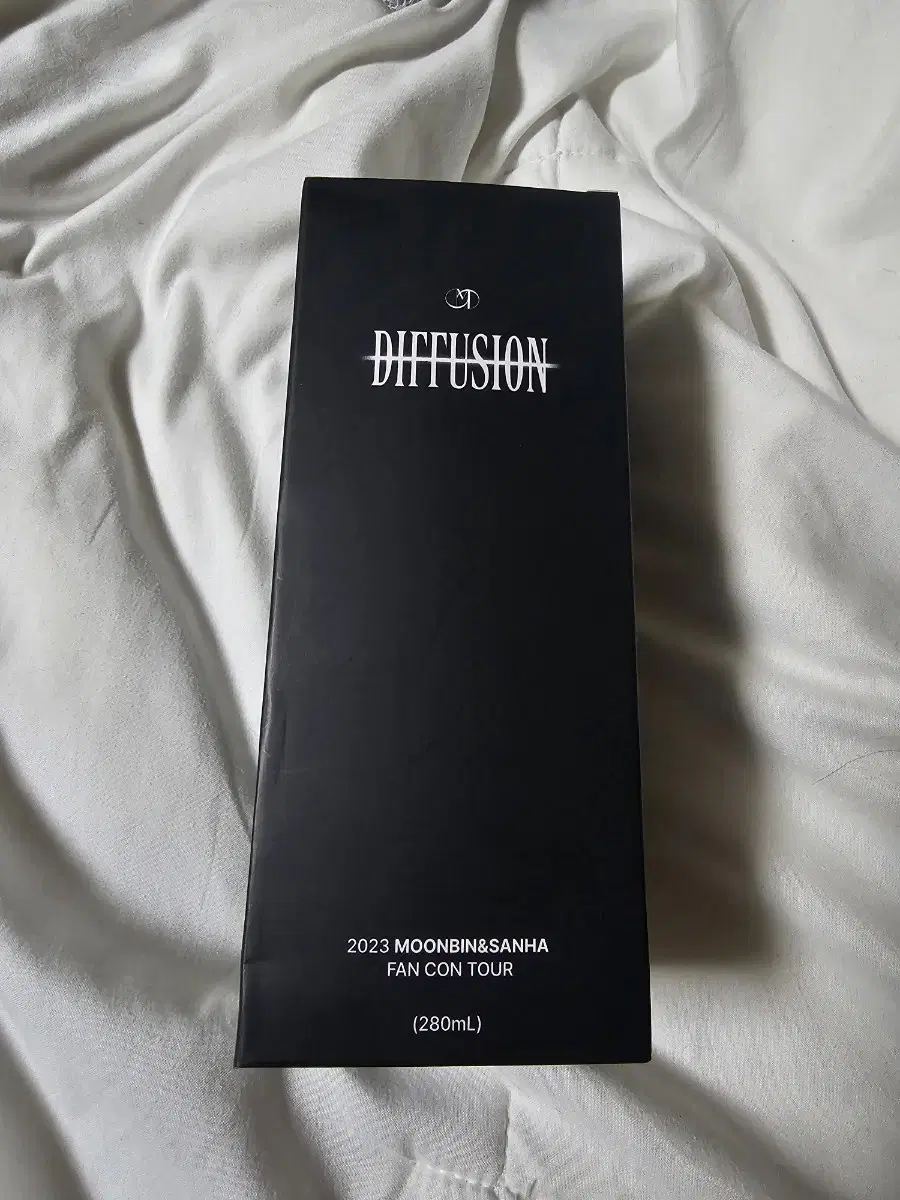 DIFFUSION
2023 MOONBIN&SANHA
FAN CON TOUR
(280mL)